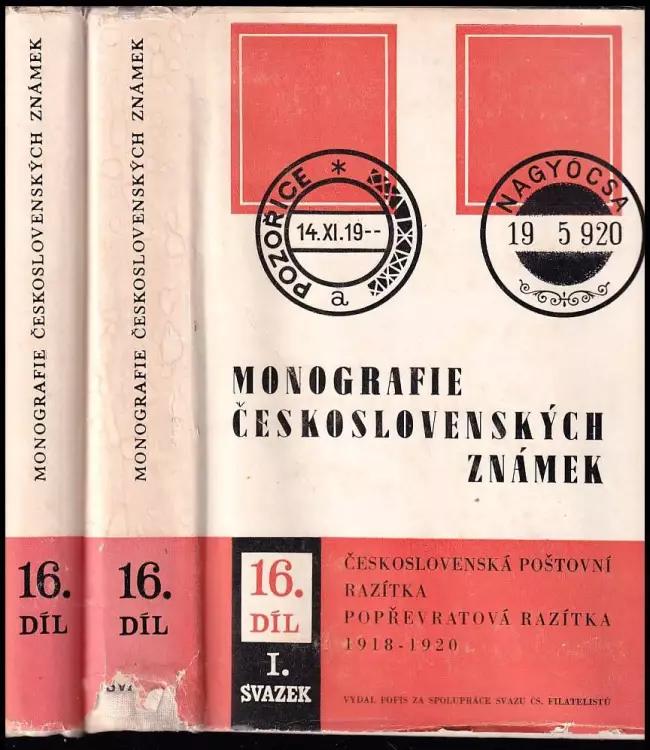 MONOGRAFIE ČESKOSLOVENSKÝCH ZNÁMEK
16.
DÍL
MONOGRAFIE ČESKOSLOVENSKÝCH ZNÁMEK
16.
DÍL
POZOŘICE *
14.XI.19--
a
NAGYÓCSA
19 5 920
MONOGRAFIE
ČESKOSLOVENSKÝCH
ZNÁMEK
16.
DÍL
I.
SVAZEK
ČESKOSLOVENSKÁ POŠTOVNÍ
RAZÍTKA
POPŘEVRATOVÁ RAZÍTKA
1918-1920
VYDAL POFIS ZA SPOLUPRÁCE SVAZU ČS. FILATELISTŮ